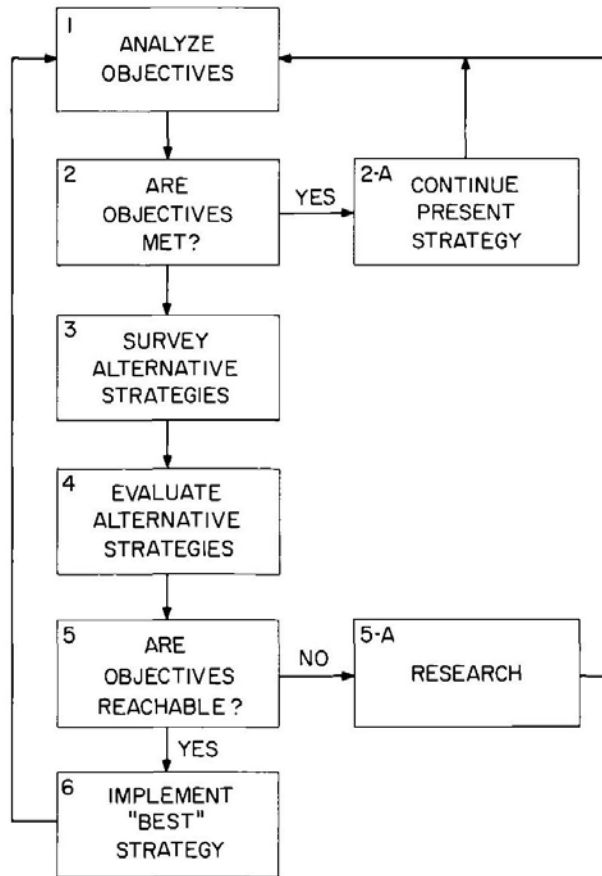 1
ANALYZE
OBJECTIVES
2
ARE
OBJECTIVES
MET?
YES
2-A
CONTINUE
PRESENT
STRATEGY
3
SURVEY
ALTERNATIVE
STRATEGIES
4
EVALUATE
ALTERNATIVE
STRATEGIES
5
ARE
OBJECTIVES
REACHABLE?
NO
5-A
RESEARCH
YES
6
IMPLEMENT
"BEST"
STRATEGY